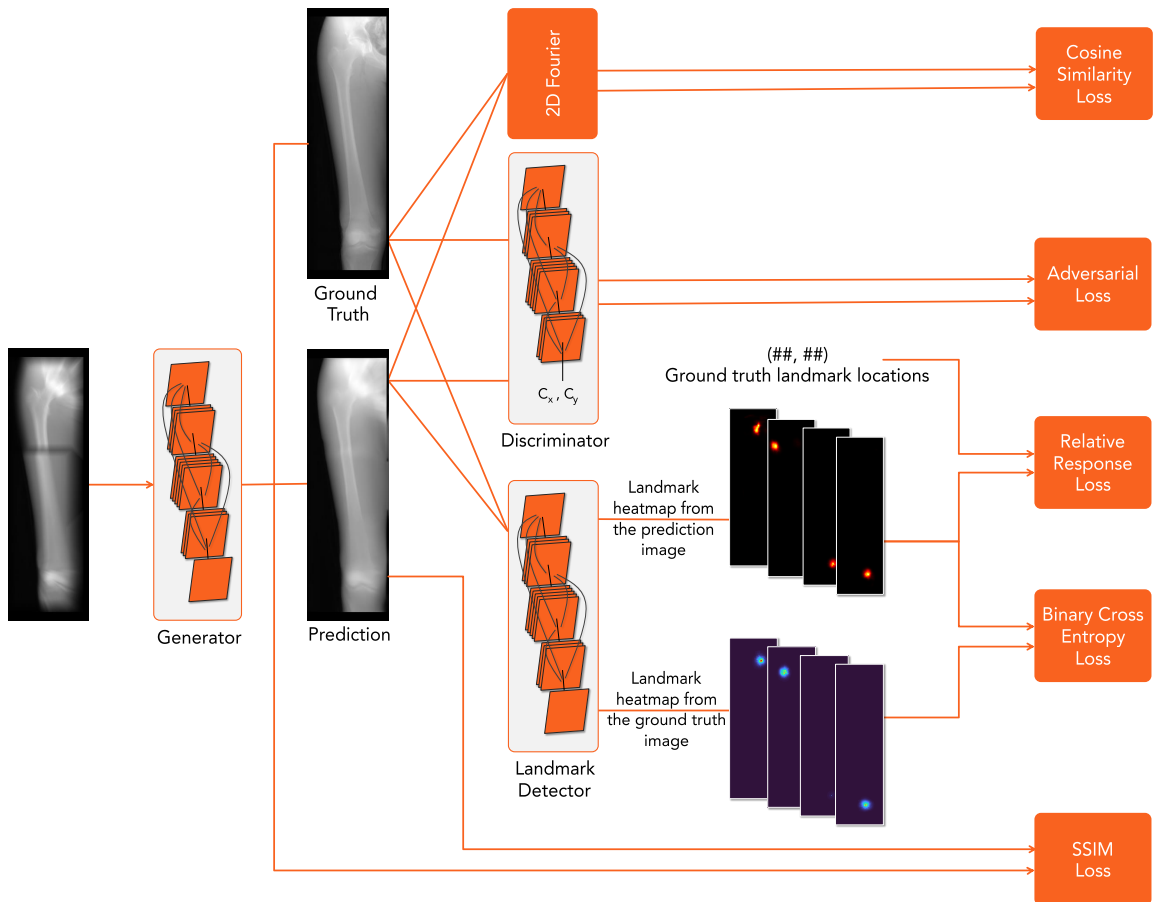 2D Fourier
Cosine
Similarity
Loss
Ground
Truth
Adversarial
Loss
C_x , C_y
Discriminator
(##, ##)
Ground truth landmark locations
Relative
Response
Loss
Landmark
heatmap from
the prediction
image
Generator
Prediction
Binary Cross
Entropy
Loss
Landmark
heatmap from
the ground truth
image
Landmark
Detector
SSIM
Loss